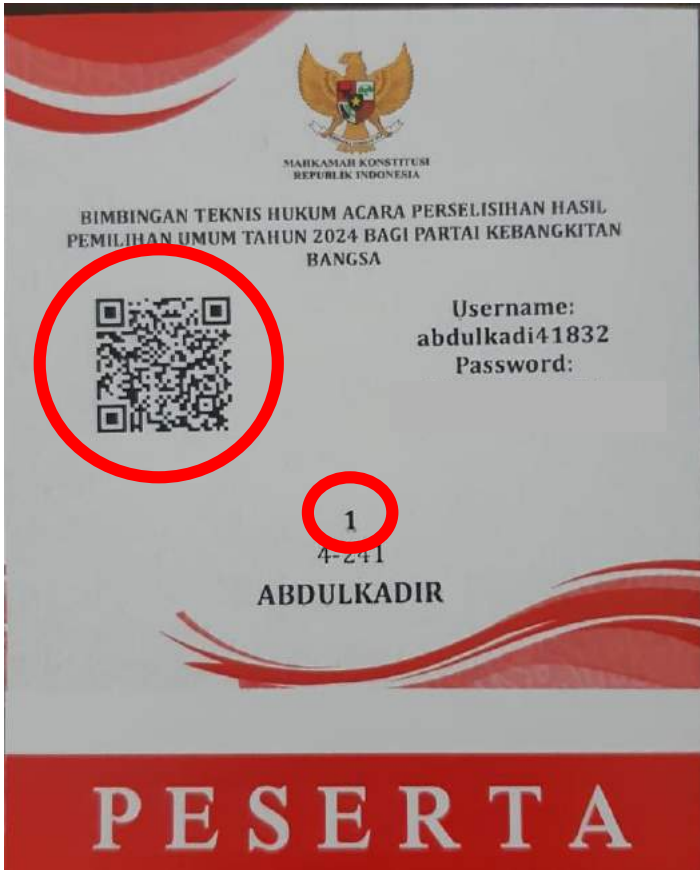 MAHKAMAH KONSTITUSI
REPUBLIK INDONESIA
BIMBINGAN TEKNIS HUKUM ACARA PERSELISIHAN HASIL
PEMILIHAN UMUM TAHUN 2024 BAGI PARTAI KEBANGKITAN
BANGSA
Username:
abdulkadi41832
Password:
1
4-241
ABDULKADIR
PESERTA